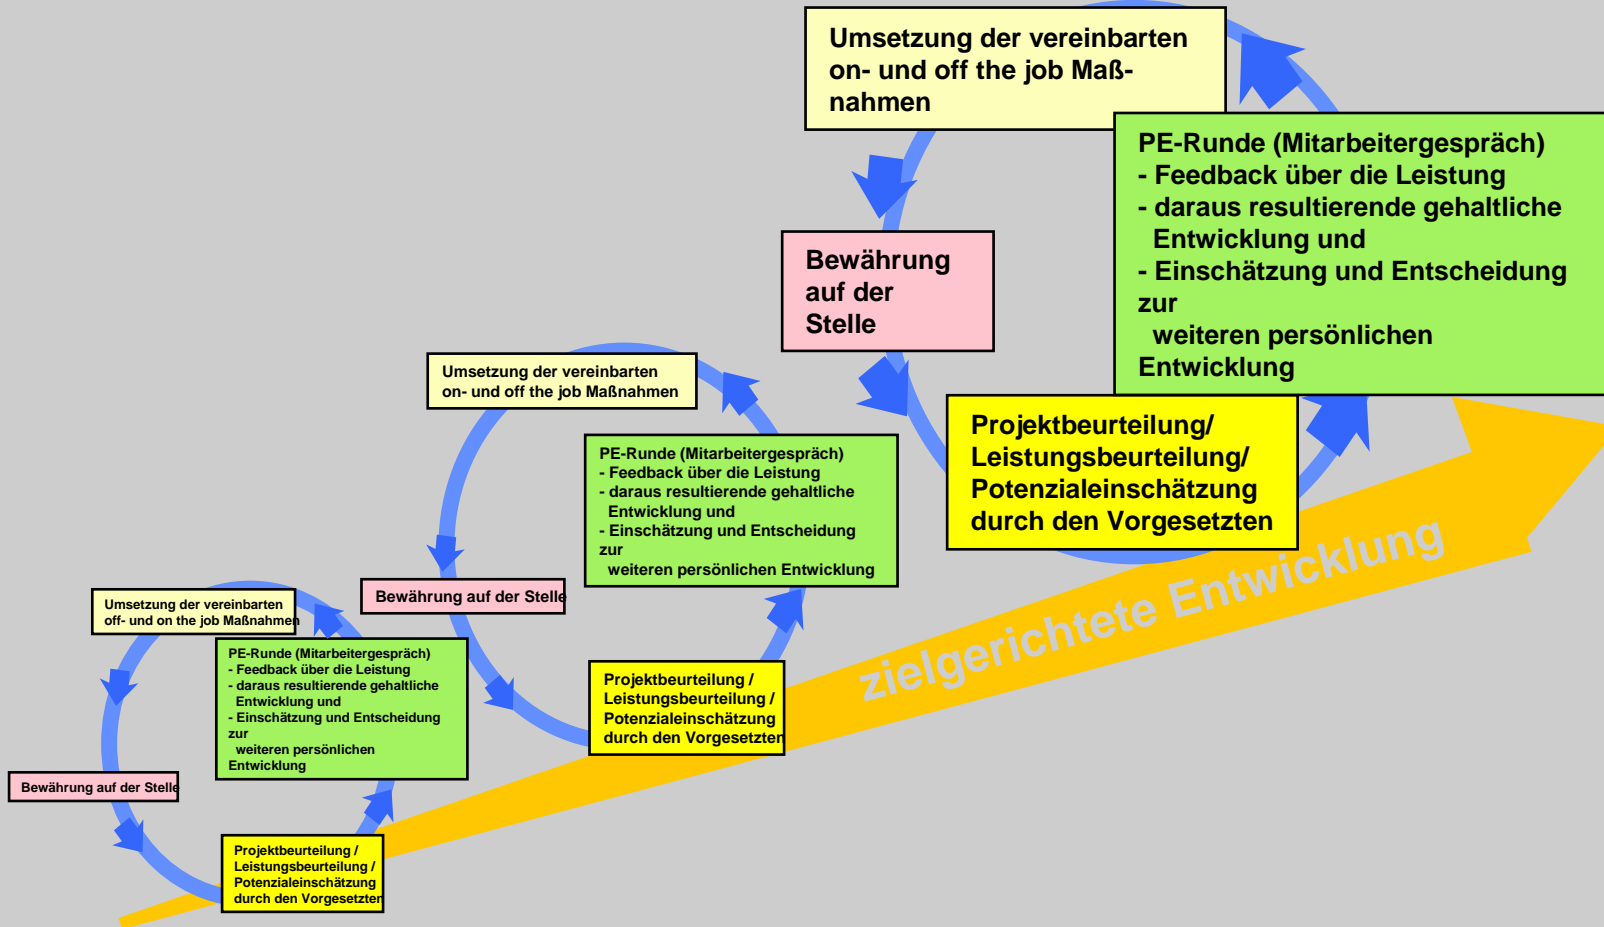 Umsetzung der vereinbarten
on- und off the job Maß-
nahmen
PE-Runde (Mitarbeitergespräch)
- Feedback über die Leistung
- daraus resultierende gehaltliche
Entwicklung und
- Einschätzung und Entscheidung
zur
weiteren persönlichen
Entwicklung
Bewährung
auf der
Stelle
Projektbeurteilung/
Leistungsbeurteilung/
Potenzialeinschätzung
durch den Vorgesetzten
Umsetzung der vereinbarten
on- und off the job Maßnahmen
PE-Runde (Mitarbeitergespräch)
- Feedback über die Leistung
- daraus resultierende gehaltliche
Entwicklung und
- Einschätzung und Entscheidung
zur
weiteren persönlichen Entwicklung
Bewährung auf der Stelle
Projektbeurteilung /
Leistungsbeurteilung /
Potenzialeinschätzung
durch den Vorgesetzten
Umsetzung der vereinbarten
off- und on the job Maßnahmen
PE-Runde (Mitarbeitergespräch)
- Feedback über die Leistung
- daraus resultierende gehaltliche
Entwicklung und
- Einschätzung und Entscheidung
zur
weiteren persönlichen
Entwicklung
Bewährung auf der Stelle
Projektbeurteilung /
Leistungsbeurteilung /
Potenzialeinschätzung
durch den Vorgesetzten
zielgerichtete Entwicklung